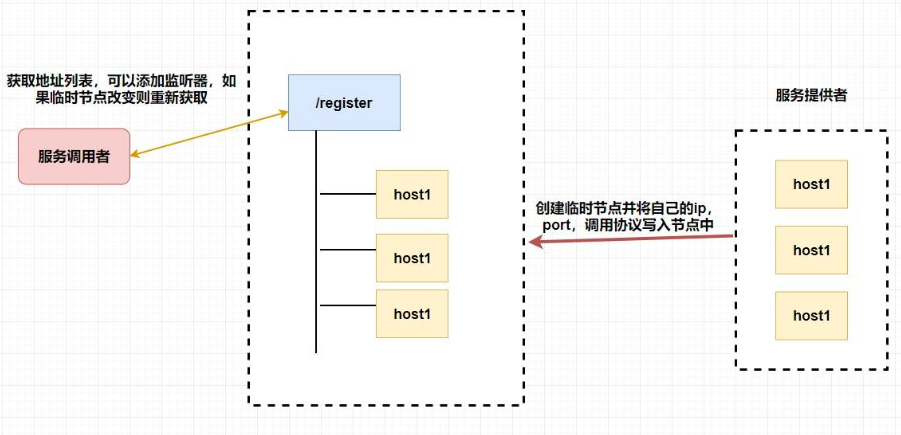 获取地址列表，可以添加监听器，如
果临时节点改变则重新获取
服务调用者
/register
host1
host1
host1
创建临时节点并将自己的ip，
port，调用协议写入节点中
服务提供者
host1
host1
host1